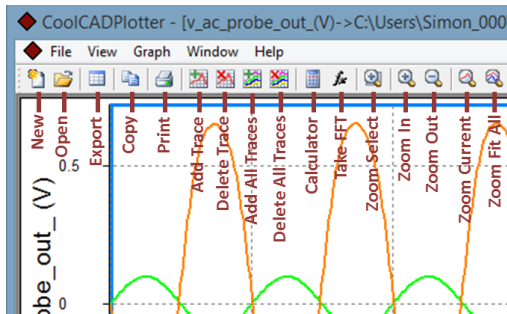 CoolCADPlotter - [v_ac_probe_out_(V)->C:\Users\Simon_000
File View Graph Window Help
New
Open
Export
Copy
Print
Add Trace
Delete Trace
Add All Traces
Delete All Traces
Calculator
Take FFT
Zoom Select
Zoom In
Zoom Out
Zoom Current
Zoom Fit All
0.5
0
obe_out_ (V)